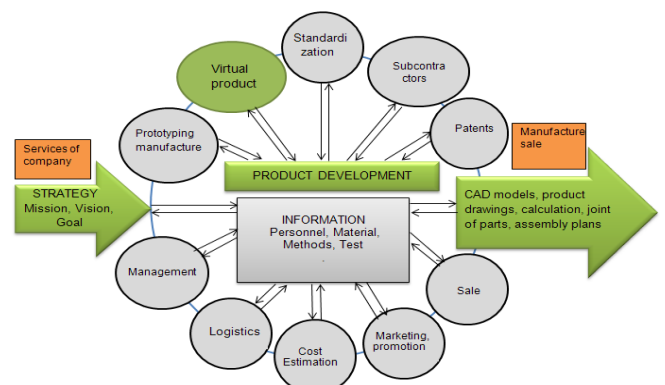 Standardi
zation
Virtual
product
Subcontra
ctors
Prototyping
manufacture
Patents
Services of
company
Manufacture
sale
PRODUCT DEVELOPMENT
STRATEGY
Mission, Vision,
Goal
CAD models, product
drawings, calculation, joint
of parts, assembly plans
INFORMATION
Personnel, Material,
Methods, Test
.
Management
Sale
Logistics
Marketing,
promotion
Cost
Estimation